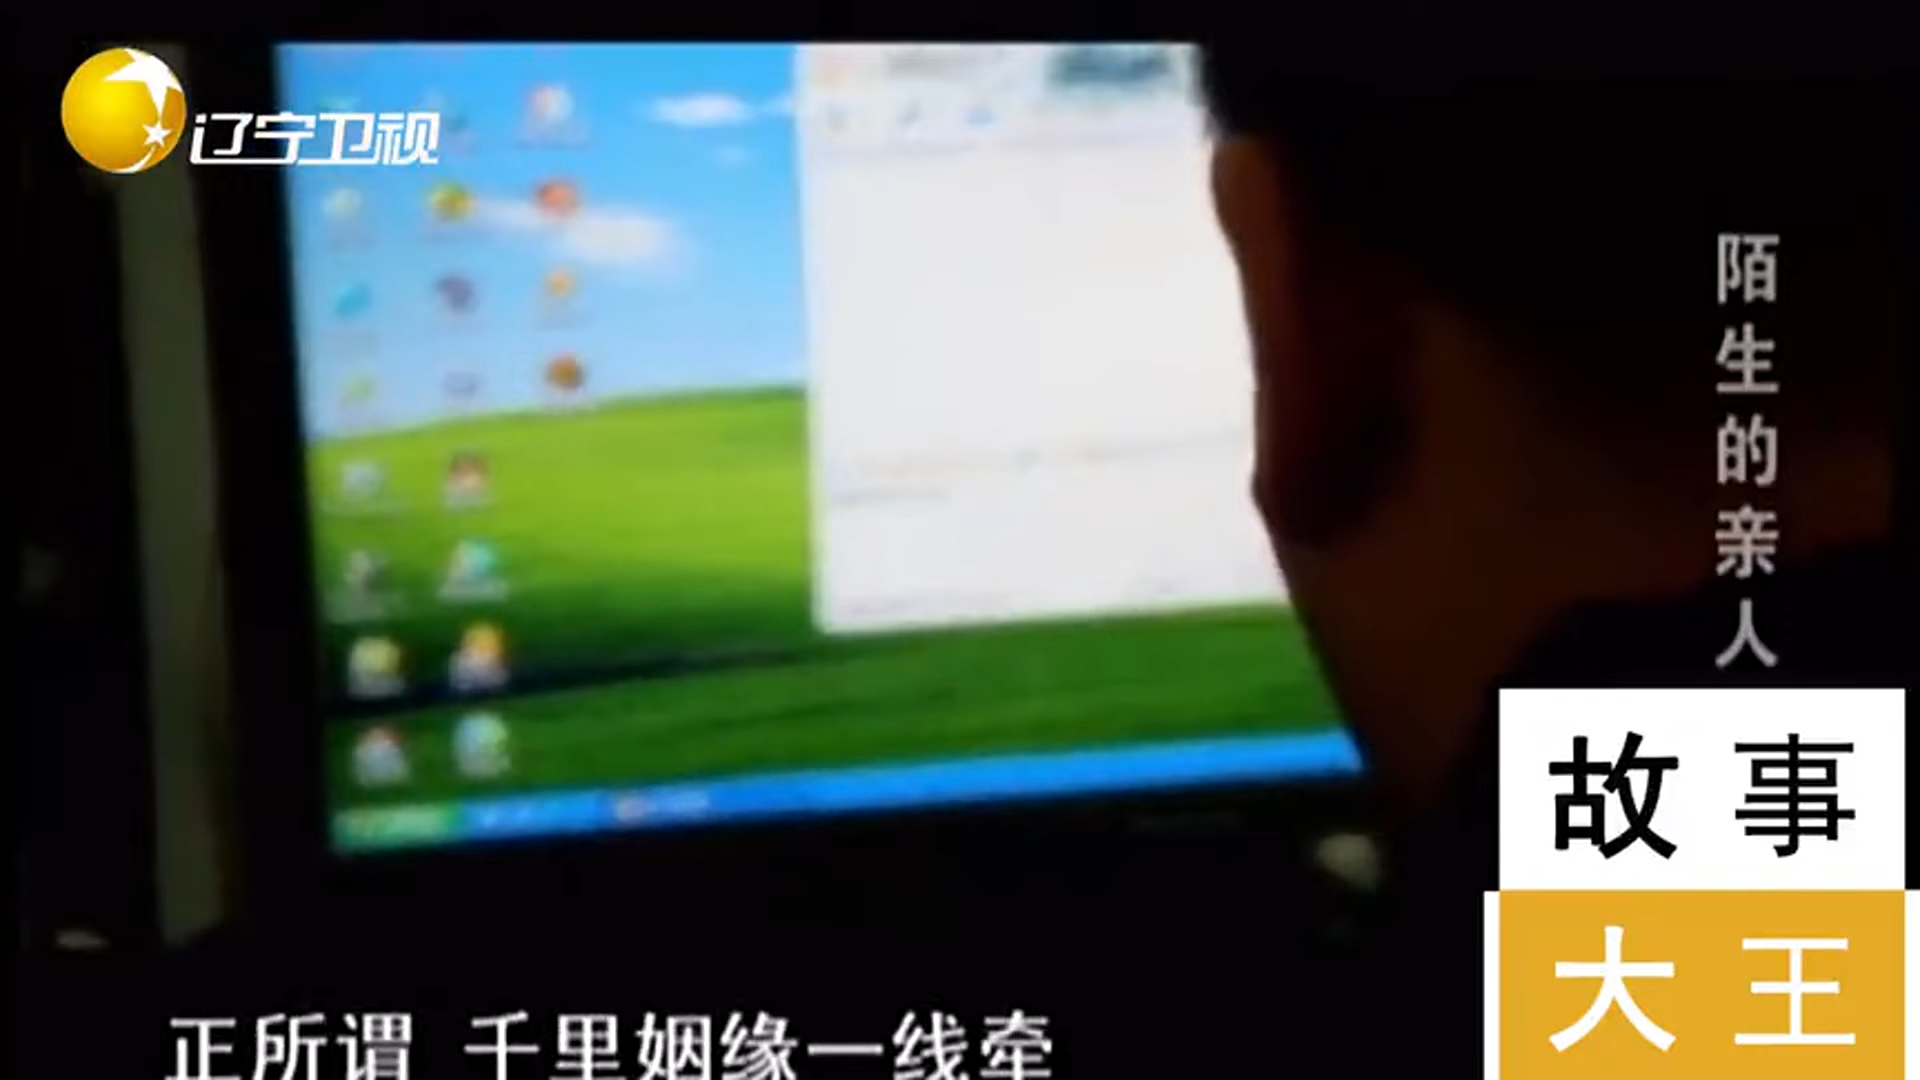 辽宁卫视
陌生的亲人
故事
大王
正所谓 千里姻缘一线牵